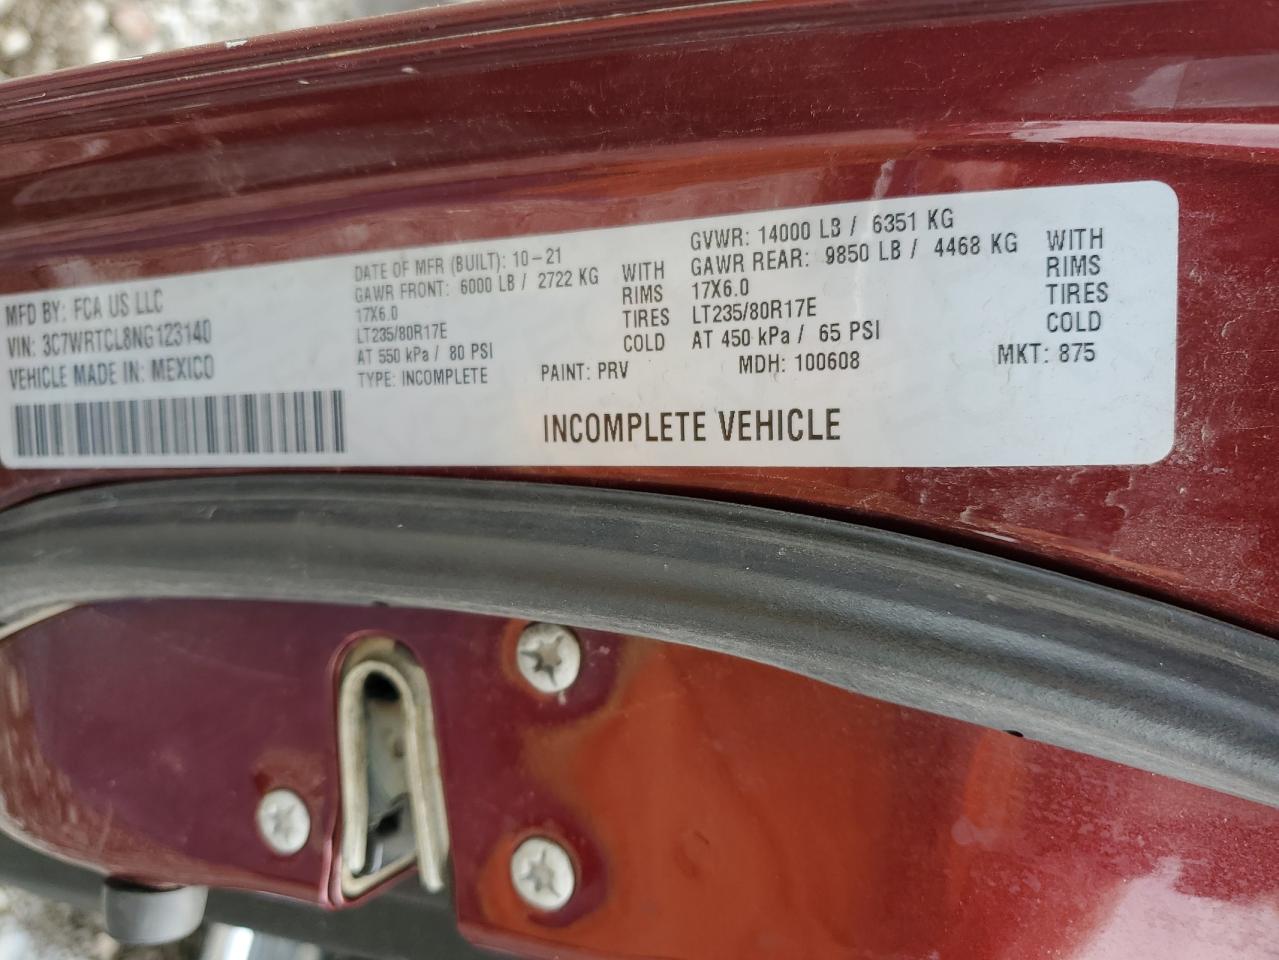 MFD BY: FCA US LLC
VIN: 3C7WRTCL8NG123140
VEHICLE MADE IN: MEXICO
DATE OF MFR (BUILT): 10-21
GAWR FRONT: 6000 LB / 2722 KG
17X6.0
LT235/80R17E
AT 550 kPa / 80 PSI
TYPE: INCOMPLETE
WITH
RIMS
TIRES
COLD
GVWR: 14000 LB / 6351 KG
GAWR REAR: 9850 LB / 4468 KG
17X6.0
LT235/80R17E
AT 450 kPa / 65 PSI
WITH
RIMS
TIRES
COLD
PAINT: PRV
MDH: 100608
MKT: 875
INCOMPLETE VEHICLE